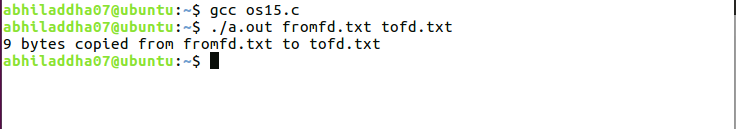 abhiladdha07@ubuntu:~$ gcc os15.c
abhiladdha07@ubuntu:~$ ./a.out fromfd.txt tofd.txt
9 bytes copied from fromfd.txt to tofd.txt
abhiladdha07@ubuntu:~$